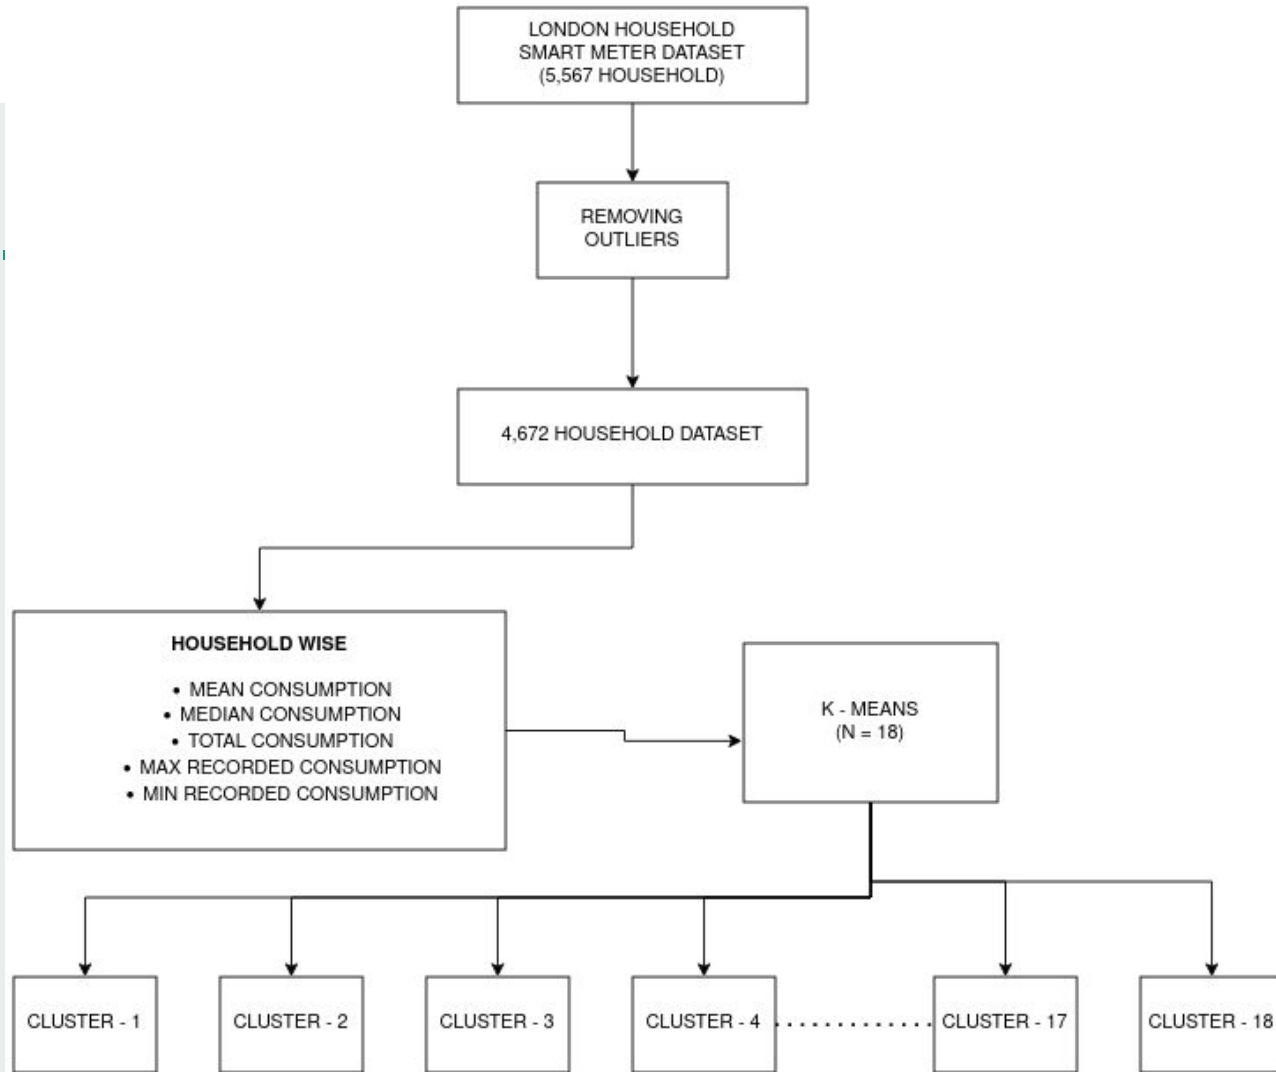 LONDON HOUSEHOLD
SMART METER DATASET
(5,567 HOUSEHOLD)
REMOVING
OUTLIERS
4,672 HOUSEHOLD DATASET
HOUSEHOLD WISE
• MEAN CONSUMPTION
• MEDIAN CONSUMPTION
• TOTAL CONSUMPTION
• MAX RECORDED CONSUMPTION
• MIN RECORDED CONSUMPTION
K - MEANS
(N = 18)
CLUSTER - 1
CLUSTER - 2
CLUSTER - 3
CLUSTER - 4
CLUSTER - 17
CLUSTER - 18